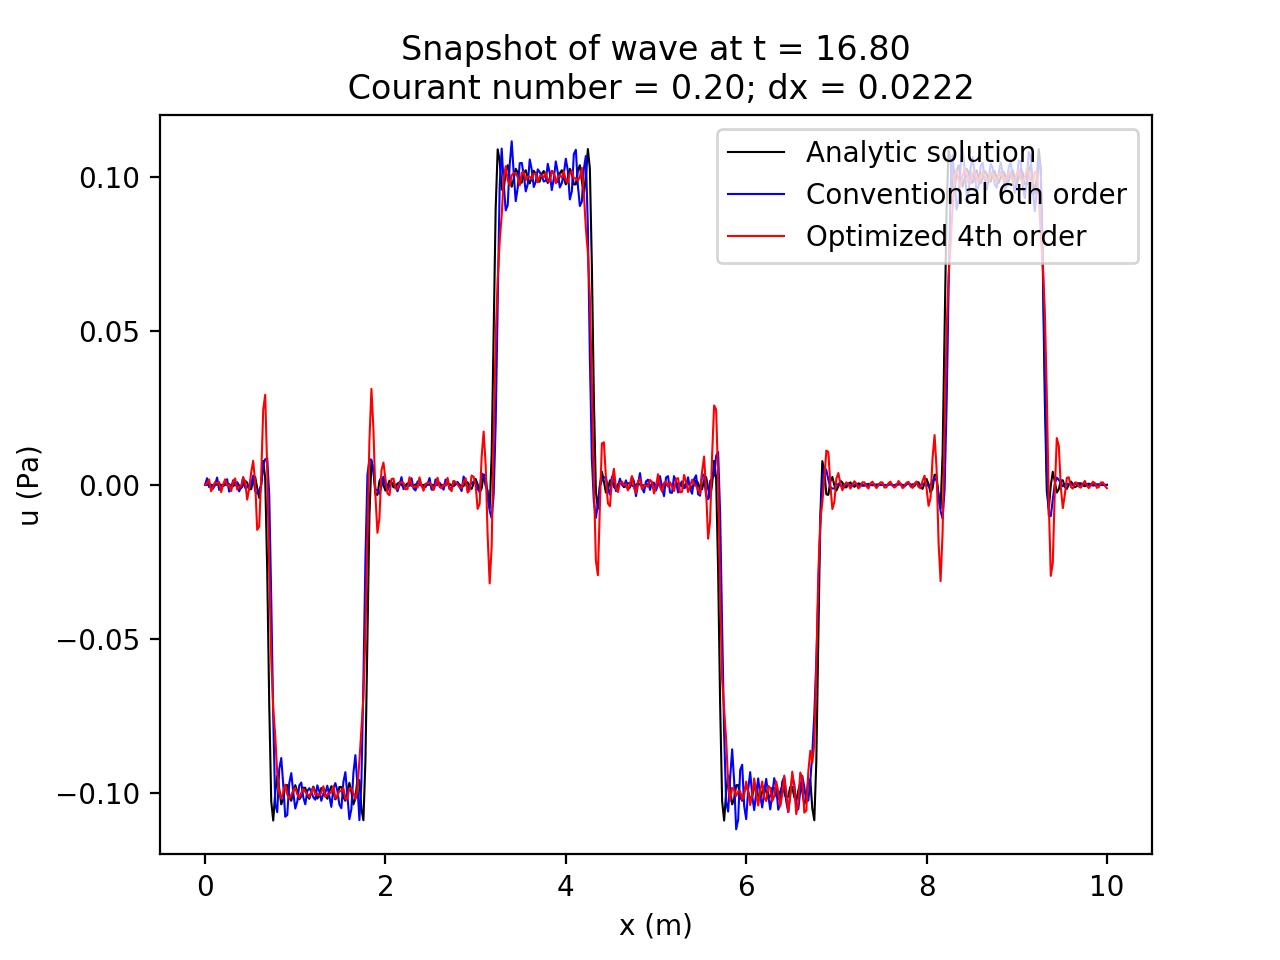 Snapshot of wave at t = 16.80
Courant number = 0.20; dx = 0.0222
Analytic solution
Conventional 6th order
Optimized 4th order
0.10
0.05
0.00
−0.05
−0.10
u (Pa)
0 2 4 6 8 10
x (m)